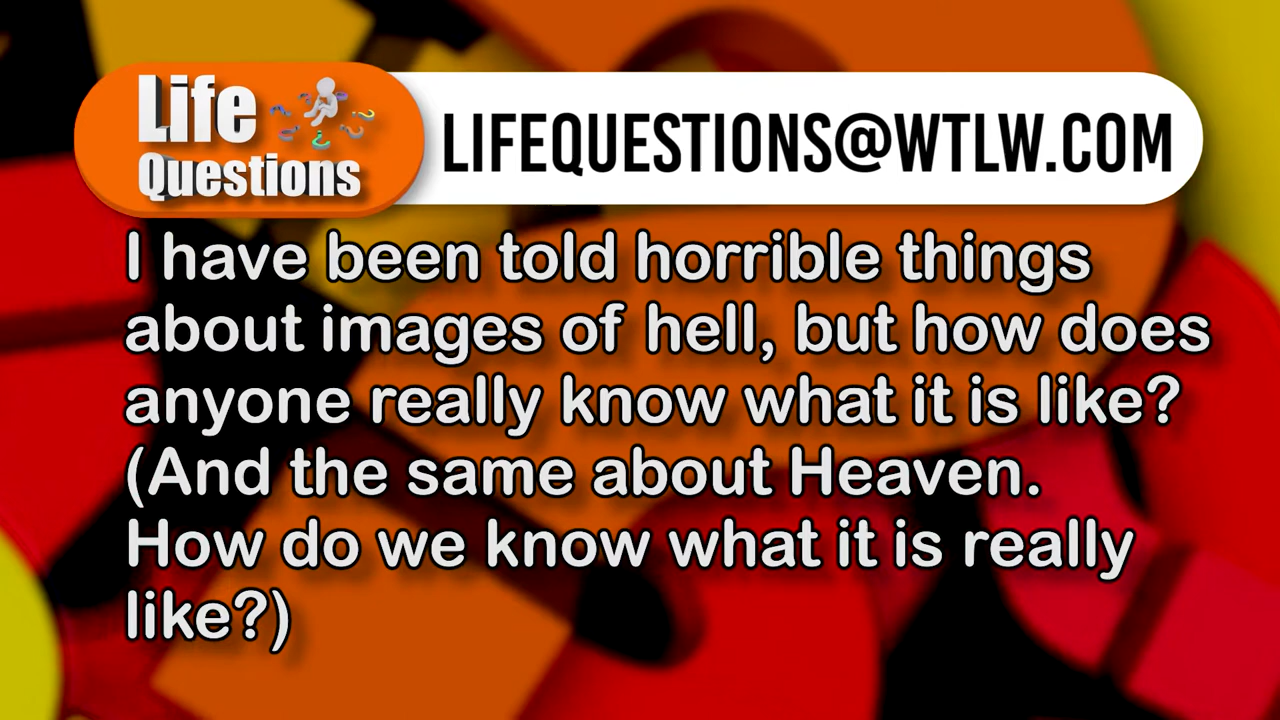 Life
Questions
LIFEQUESTIONS@WTLW.COM
I have been told horrible things
about images of hell, but how does
anyone really know what it is like?
(And the same about Heaven.
How do we know what it is really
like?)